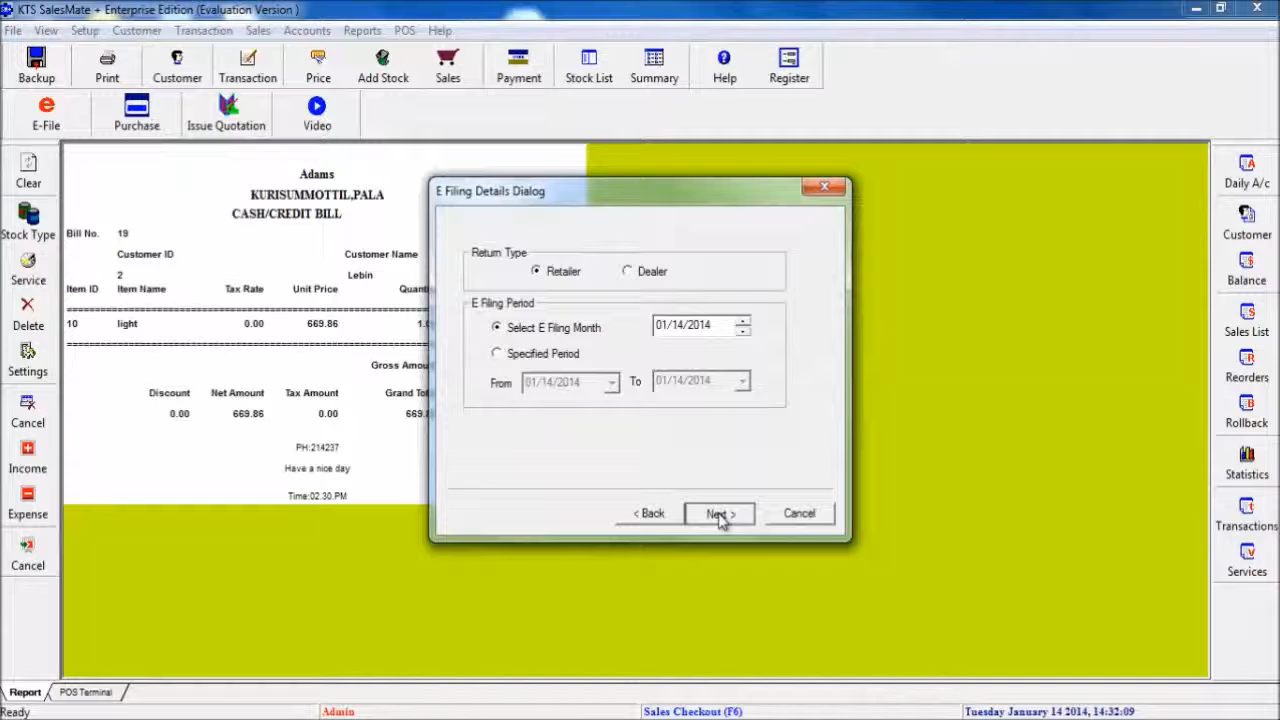 KTS SalesMate + Enterprise Edition (Evaluation Version )
File View Setup Customer Transaction Sales Accounts Reports POS Help
Backup Print Customer Transaction Price Add Stock Sales Payment Stock List Summary Help Register
E-File Purchase Issue Quotation Video
Clear
Stock Type
Service
Delete
Settings
Cancel
Income
Expense
Cancel
Adams
KURISUMMOTTIL,PALA
CASH/CREDIT BILL
Bill No. 19
Customer ID Customer Name
2 Lebin
Item ID Item Name Tax Rate Unit Price
10 light 0.00 669.86
Gross
Discount Net Amount Tax Amount Grand
0.00 669.86 0.00
PH:214237
Have a nice day
Time:02.30.PM
E Filing Details Dialog
Return Type
Retailer Dealer
E Filing Period
Select E Filing Month 01/14/2014
Specified Period
From 01/14/2014 To 01/14/2014
< Back Next > Cancel
Daily A/c
Customer
Balance
Sales List
Reorders
Rollback
Statistics
Transactions
Services
Report POS Terminal
Ready Admin Sales Checkout (F6) Tuesday January 14 2014, 14:32:09